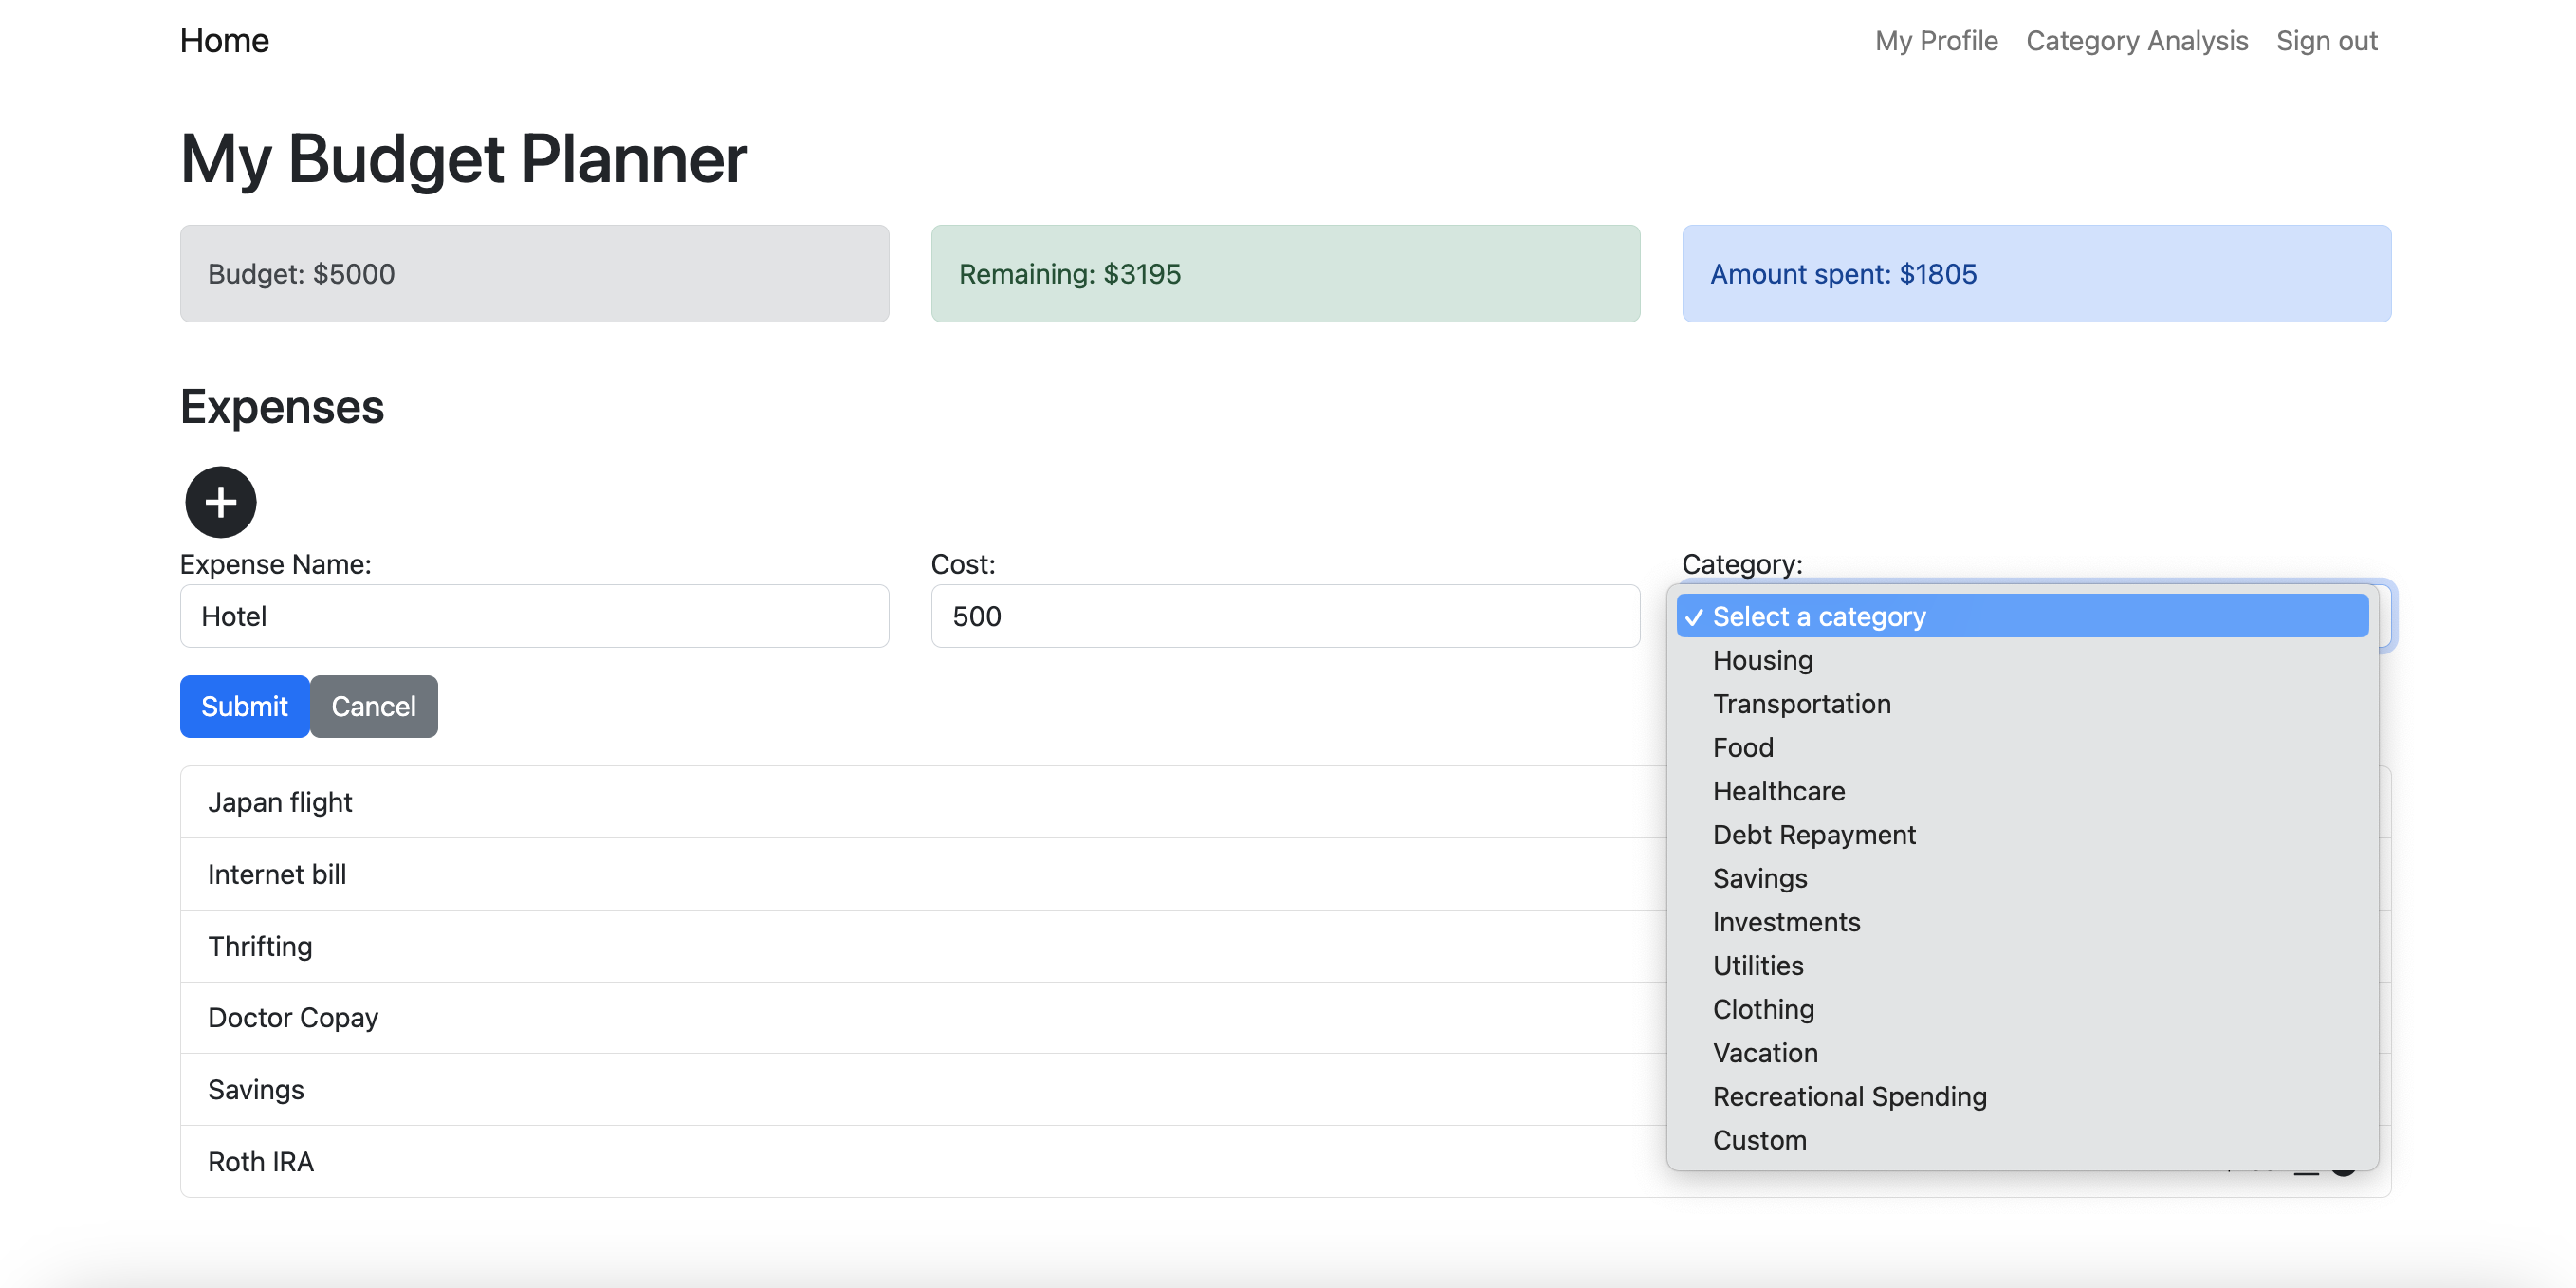 Home
My Profile Category Analysis Sign out
My Budget Planner
Budget: $5000
Remaining: $3195
Amount spent: $1805
Expenses
Expense Name:
Cost:
Category:
Hotel
500
Select a category
Housing
Transportation
Food
Healthcare
Debt Repayment
Savings
Investments
Utilities
Clothing
Vacation
Recreational Spending
Custom
Submit Cancel
Japan flight
Internet bill
Thrifting
Doctor Copay
Savings
Roth IRA